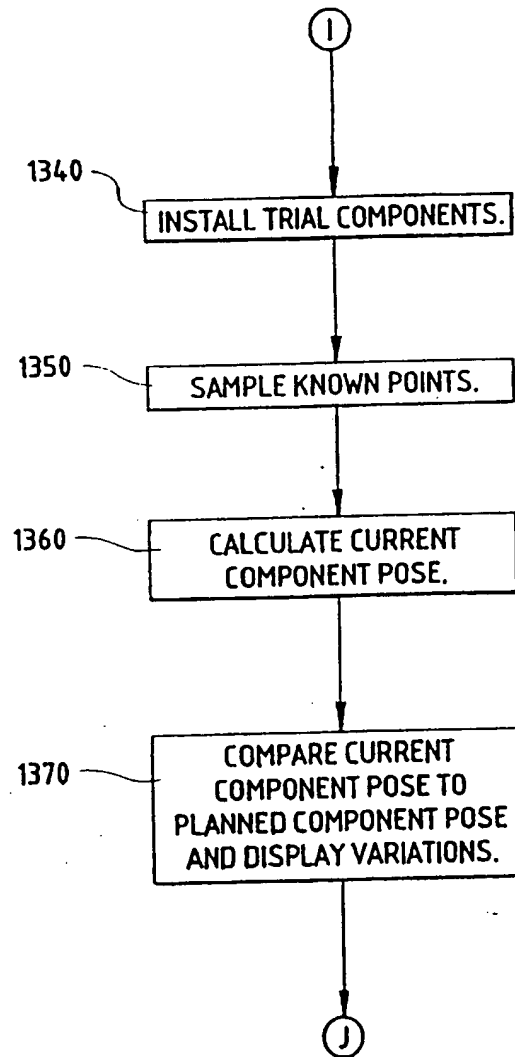 I
1340
INSTALL TRIAL COMPONENTS.
1350
SAMPLE KNOWN POINTS.
1360
CALCULATE CURRENT
COMPONENT POSE.
1370
COMPARE CURRENT
COMPONENT POSE TO
PLANNED COMPONENT POSE
AND DISPLAY VARIATIONS.
J